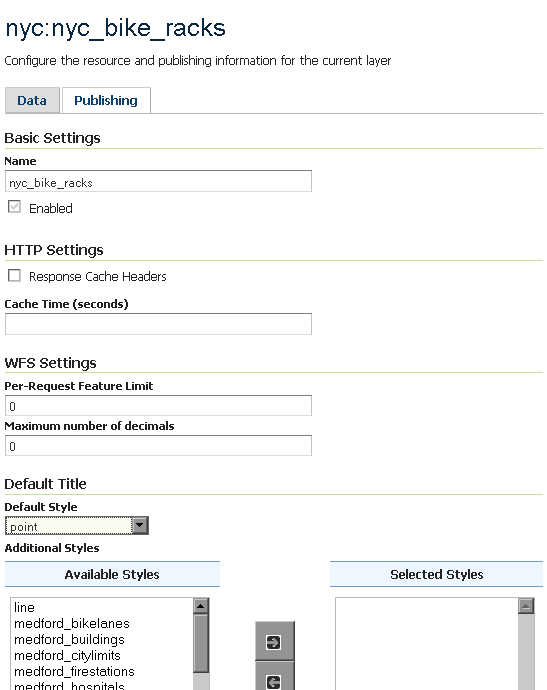 nyc:nyc_bike_racks
Configure the resource and publishing information for the current layer
Data Publishing
Basic Settings
Name
nyc_bike_racks
Enabled
HTTP Settings
Response Cache Headers
Cache Time (seconds)
WFS Settings
Per-Request Feature Limit
0
Maximum number of decimals
0
Default Title
Default Style
point
Additional Styles
Available Styles Selected Styles
line
medford_bikelanes
medford_buildings
medford_citylimits
medford_firestations
medford_hospitals